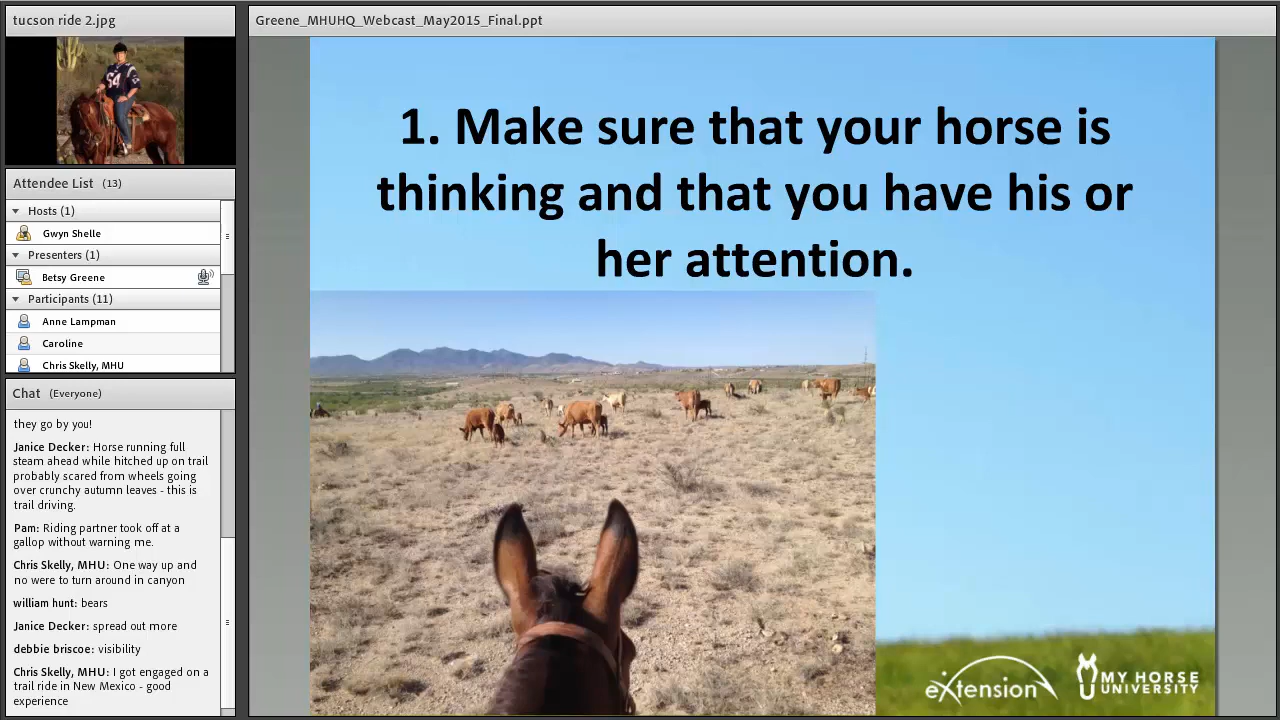 tucson ride 2.jpg
54
Attendee List (13)
Hosts (1)
Gwyn Shelle
Presenters (1)
Betsy Greene
Participants (11)
Anne Lampman
Caroline
Chris Skelly, MHU
Chat (Everyone)
they go by you!
Janice Decker: Horse running full
steam ahead while hitched up on trail
probably scared from wheels going
over crunchy autumn leaves - this is
trail driving.
Pam: Riding partner took off at a
gallop without warning me.
Chris Skelly, MHU: One way up and
no were to turn around in canyon
william hunt: bears
Janice Decker: spread out more
debbie briscoe: visibility
Chris Skelly, MHU: I got engaged on a
trail ride in New Mexico - good
experience
Greene_MHUHQ_Webcast_May2015_Final.ppt
1. Make sure that your horse is
thinking and that you have his or
her attention.
eXtension
MY HORSE
UNIVERSITY